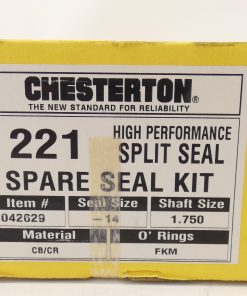 CHESTERTON®
THE NEW STANDARD FOR RELIABILITY
221 HIGH PERFORMANCE
SPLIT SEAL
SPARE SEAL KIT
Item # Seal Size Shaft Size
042629 -14 1.750
Material O' Rings
CB/CR FKM